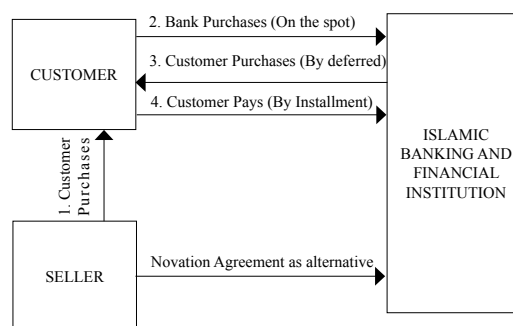 2. Bank Purchases (On the spot)
3. Customer Purchases (By deferred)
CUSTOMER
4. Customer Pays (By Installment)
ISLAMIC
BANKING AND
FINANCIAL
INSTITUTION
1. Customer
Purchases
Novation Agreement as alternative
SELLER